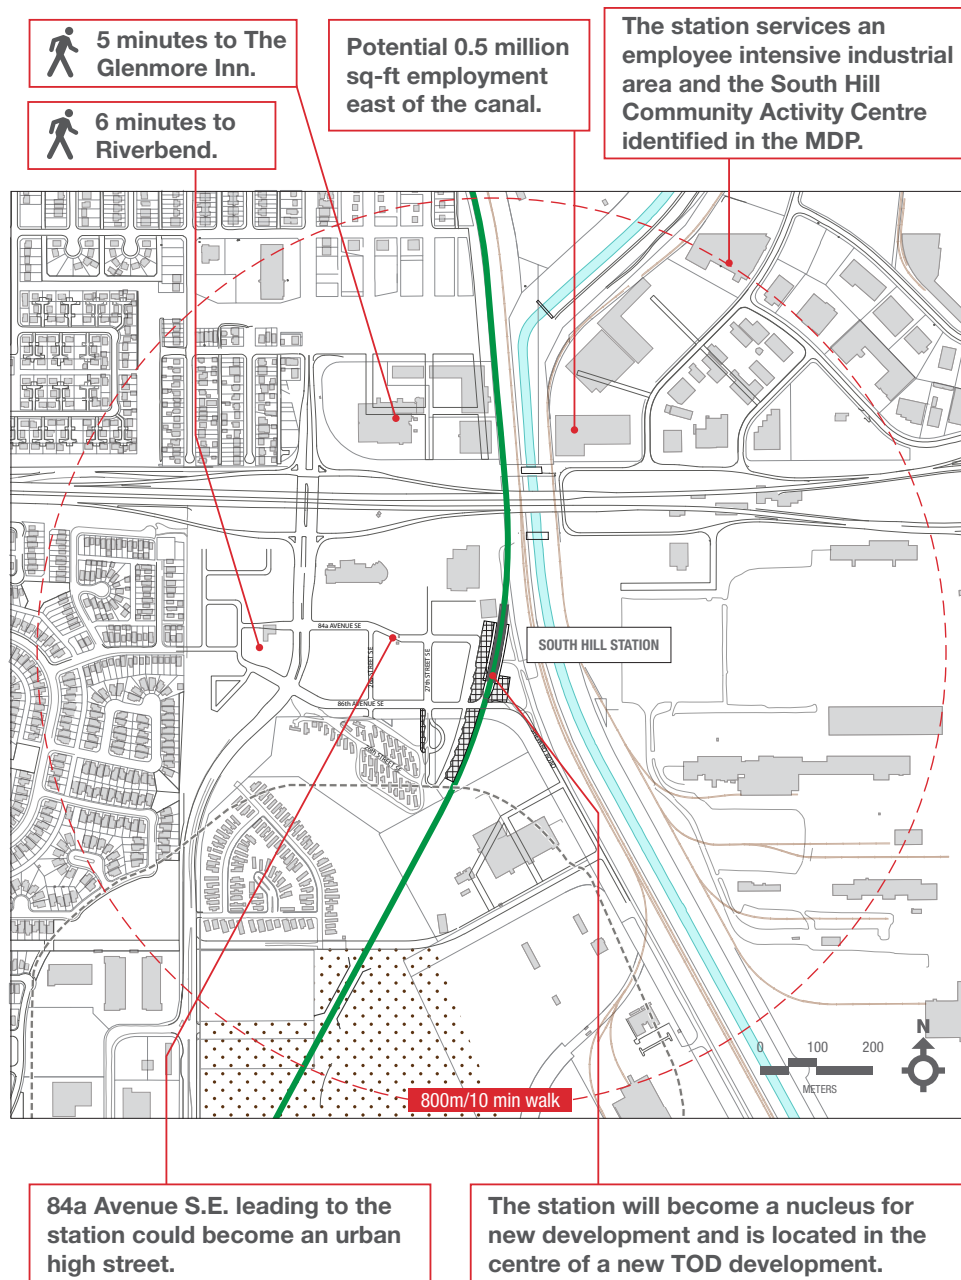 5 minutes to The
Glenmore Inn.
6 minutes to
Riverbend.
Potential 0.5 million
sq-ft employment
east of the canal.
The station services an
employee intensive industrial
area and the South Hill
Community Activity Centre
identified in the MDP.
84a AVENUE SE
27th STREET SE
86th AVENUE SE
SOUTH HILL STATION
N
0 100 200
METERS
800m/10 min walk
84a Avenue S.E. leading to the
station could become an urban
high street.
The station will become a nucleus for
new development and is located in the
centre of a new TOD development.